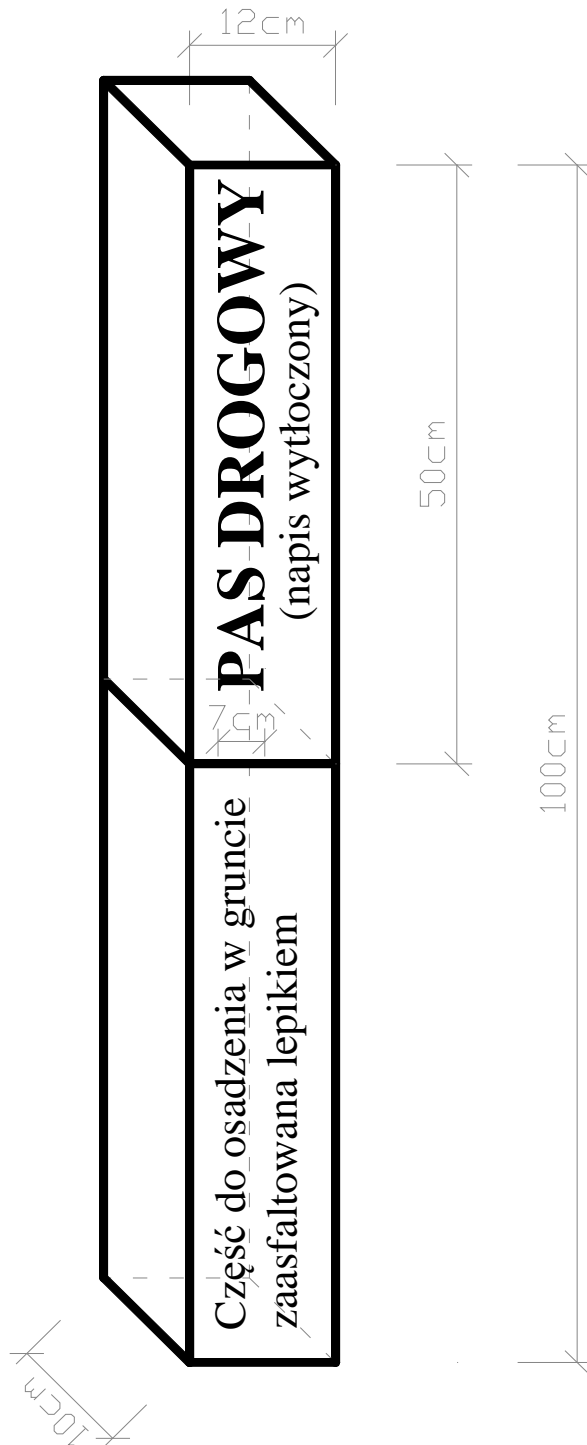 12cm
PAS DROGOWY
(napis wytłoczony)
50cm
7cm
100cm
Część do osadzenia w gruncie
zaasfaltowana lepikiem
10cm